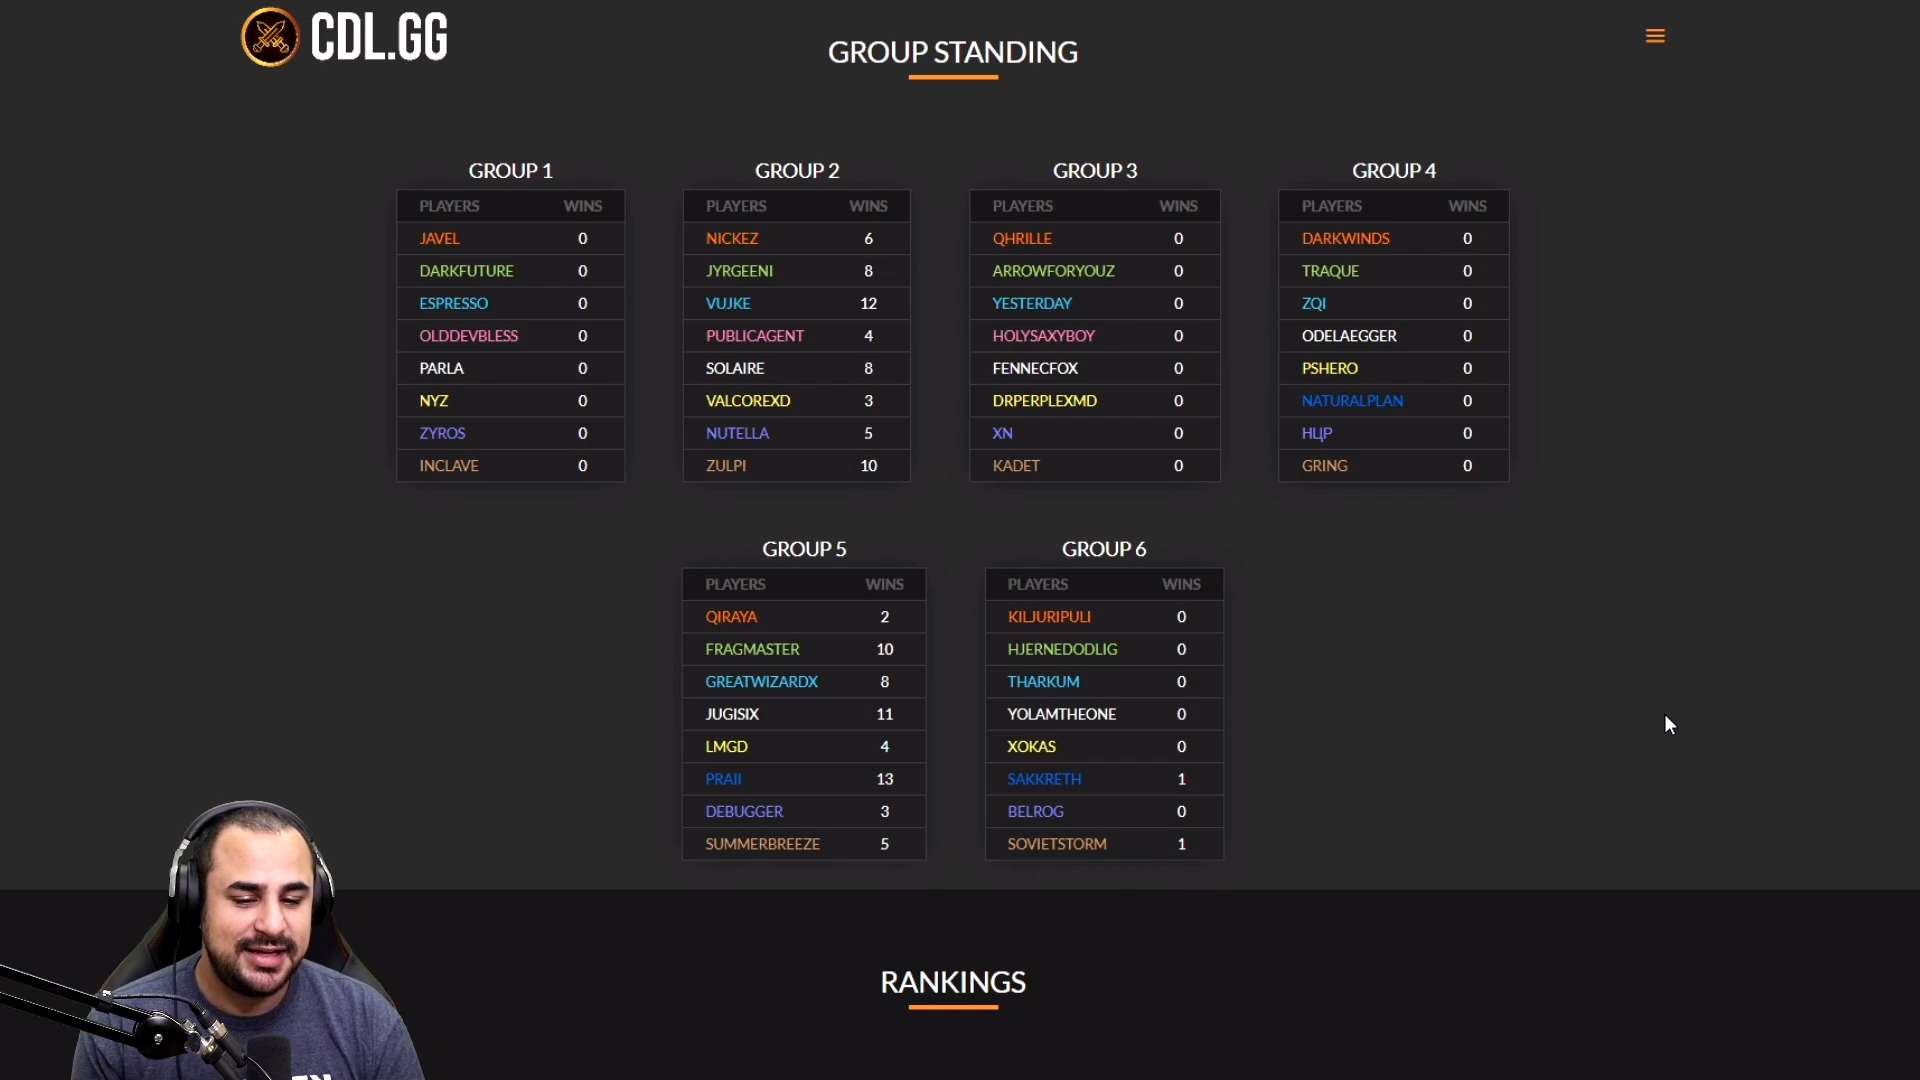 CDL.GG
GROUP STANDING
GROUP 1
PLAYERS WINS
JAVEL 0
DARKFUTURE 0
ESPRESSO 0
OLDDEVBLESS 0
PARLA 0
NYZ 0
ZYROS 0
INCLAVE 0
GROUP 2
PLAYERS WINS
NICKEZ 6
JYRGEENI 8
VUJKE 12
PUBLICAGENT 4
SOLAIRE 8
VALCOREXD 3
NUTELLA 5
ZULPI 10
GROUP 3
PLAYERS WINS
QHRILLE 0
ARROWFORYOUZ 0
YESTERDAY 0
HOLYSAXYBOY 0
FENNECFOX 0
DRPERPLEXMD 0
XN 0
KADET 0
GROUP 4
PLAYERS WINS
DARKWINDS 0
TRAQUE 0
ZQI 0
ODELAEGGER 0
PSHERO 0
NATURALPLAN 0
НЦР 0
GRING 0
GROUP 5
PLAYERS WINS
QIRAYA 2
FRAGMASTER 10
GREATWIZARDX 8
JUGISIX 11
LMGD 4
PRAII 13
DEBUGGER 3
SUMMERBREEZE 5
GROUP 6
PLAYERS WINS
KILJURIPULI 0
HJERNEDODLIG 0
THARKUM 0
YOLAMTHEONE 0
XOKAS 0
SAKKRETH 1
BELROG 0
SOVIETSTORM 1
RANKINGS